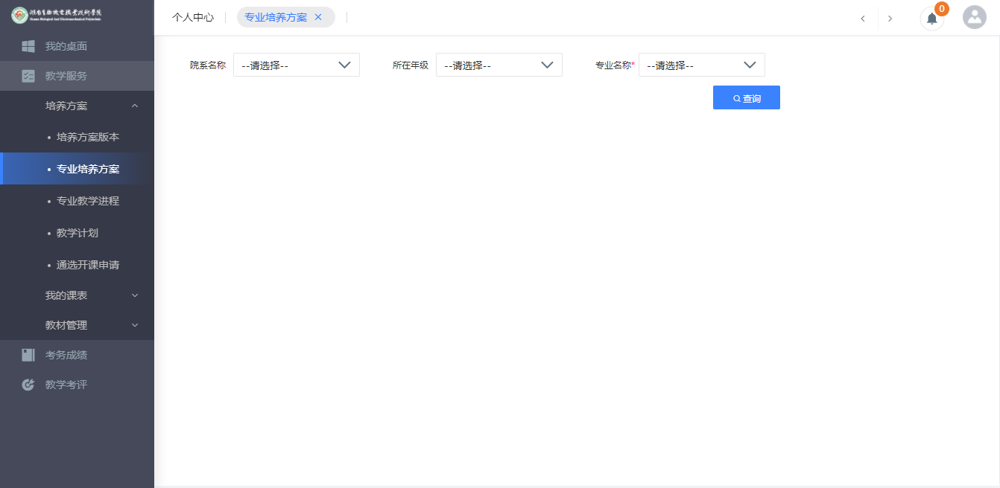 湖南生物机电职业技术学院
Hunan Biological And Electromechanical Polytechnic
个人中心
专业培养方案 ×
0
我的桌面
教学服务
培养方案
培养方案版本
专业培养方案
专业教学进程
教学计划
通选开课申请
我的课表
教材管理
考务成绩
教学考评
院系名称 --请选择--
所在年级 --请选择--
专业名称* --请选择--
查询